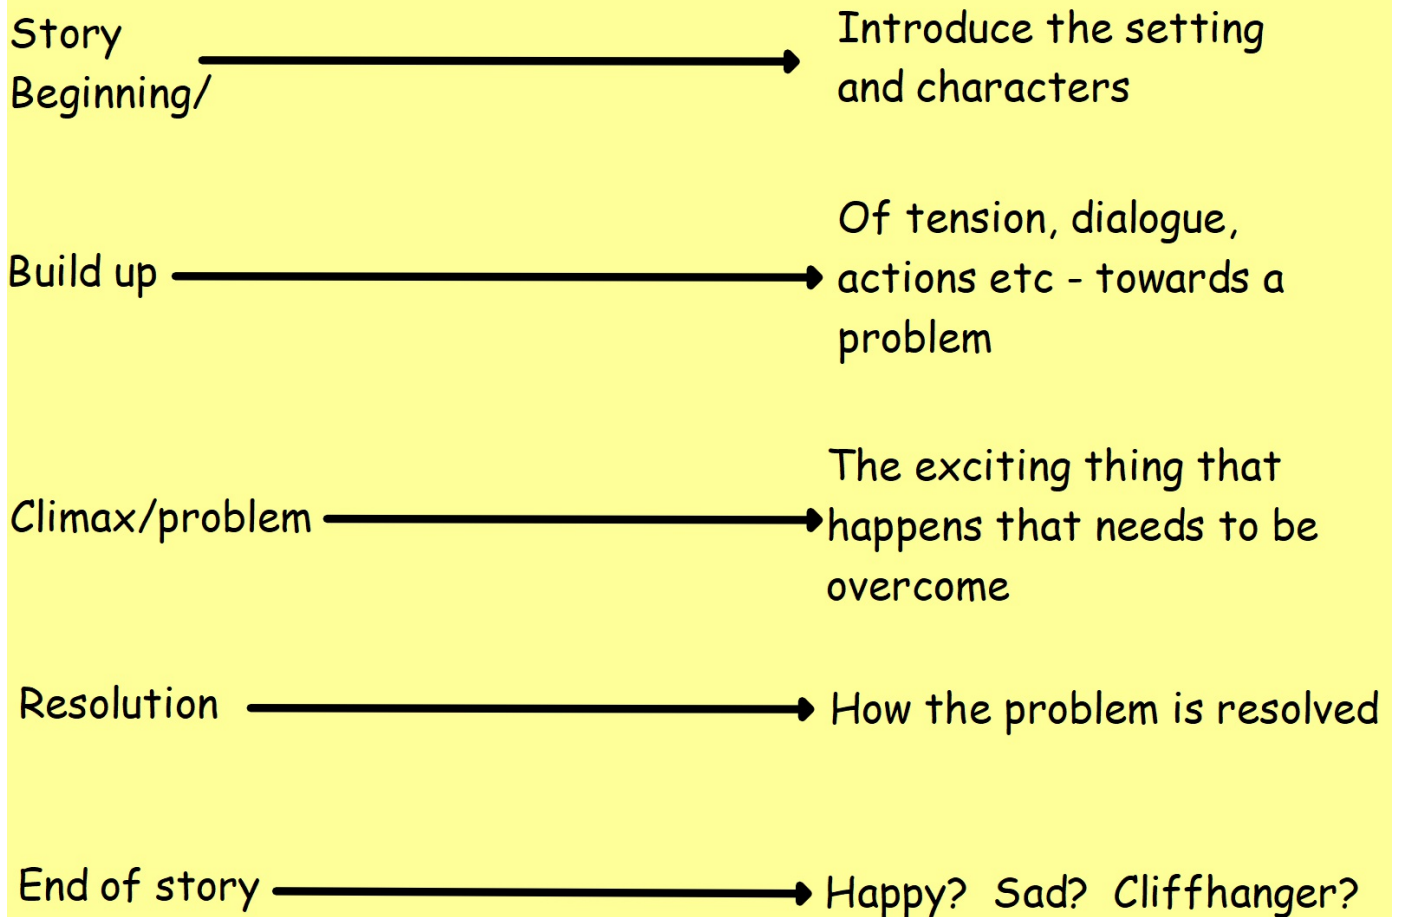 Story
Beginning/
Introduce the setting
and characters
Build up
Of tension, dialogue,
actions etc - towards a
problem
Climax/problem
The exciting thing that
happens that needs to be
overcome
Resolution
How the problem is resolved
End of story
Happy? Sad? Cliffhanger?